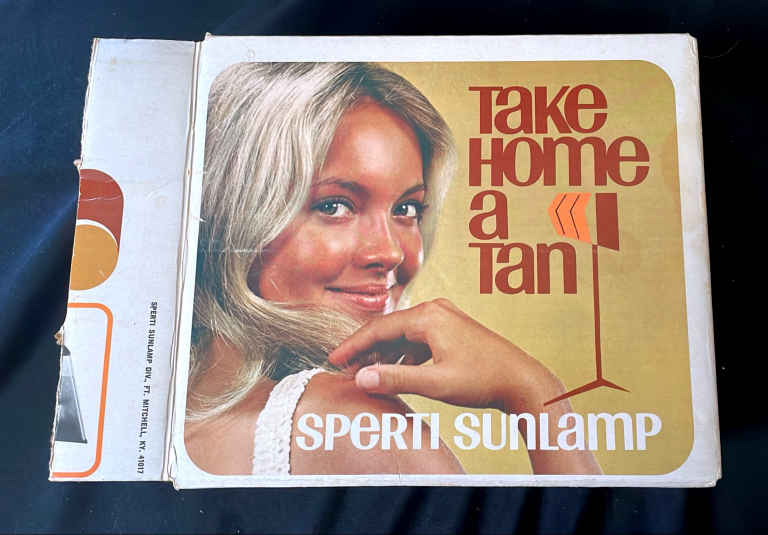 Take
Home
a
Tan
SPERTI SUNLAMP
SPERTI SUNLAMP DIV., FT. MITCHELL, KY. 41017